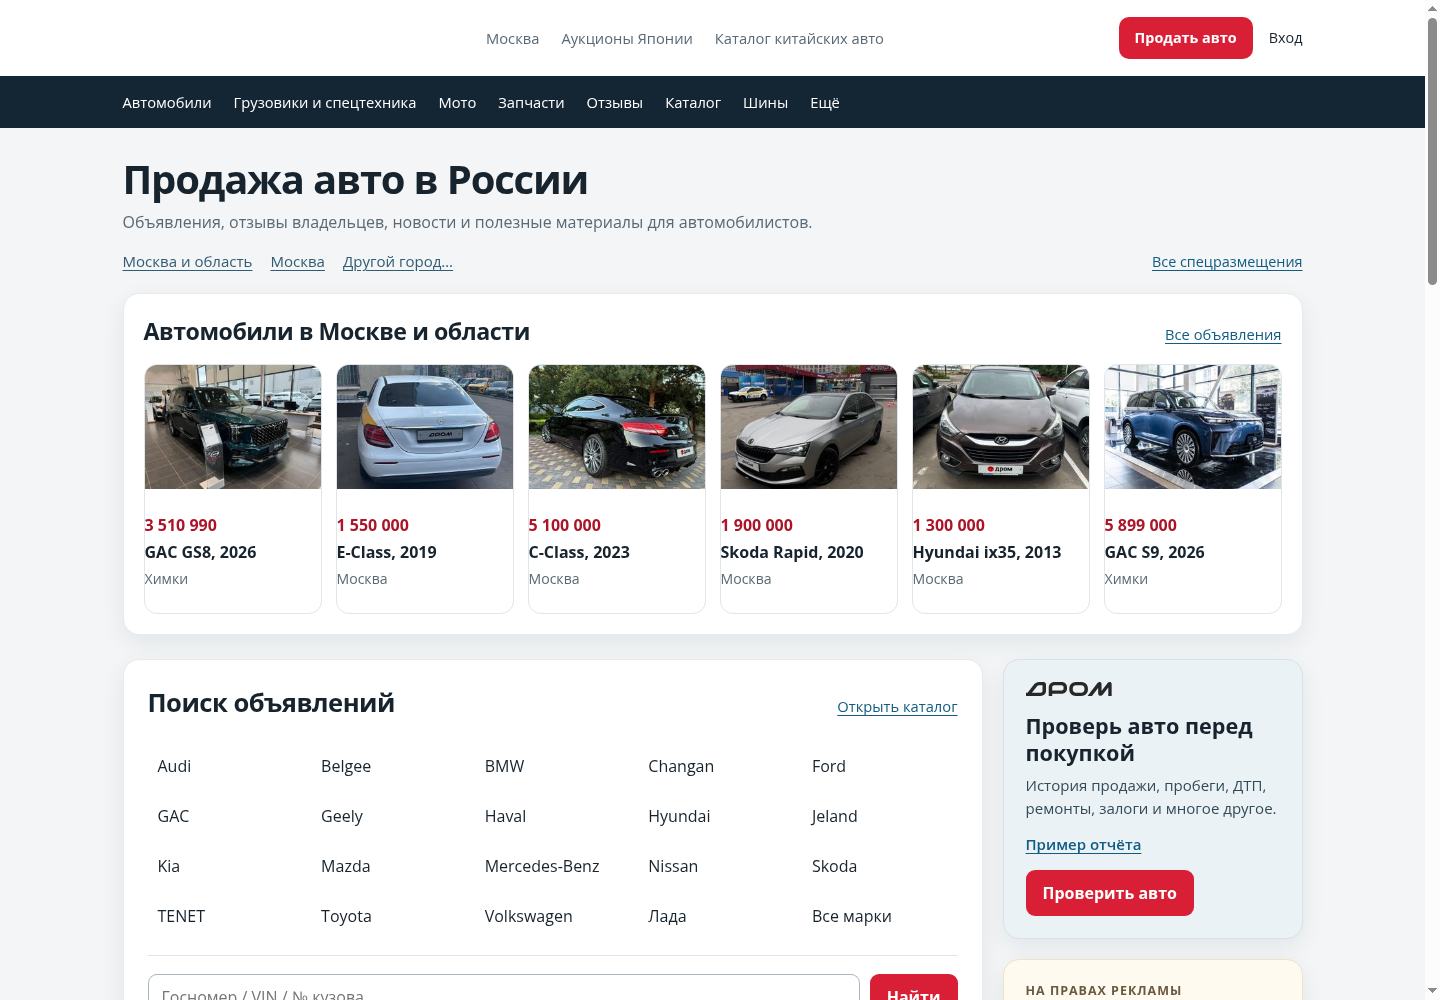 Москва Аукционы Японии Каталог китайских авто Продать авто Вход
Автомобили Грузовики и спецтехника Мото Запчасти Отзывы Каталог Шины Ещё
Продажа авто в России
Объявления, отзывы владельцев, новости и полезные материалы для автомобилистов.
Москва и область Москва Другой город... Все спецразмещения
Автомобили в Москве и области
Все объявления
ДРОМ
дром
дром
3 510 990
GAC GS8, 2026
Химки
1 550 000
E-Class, 2019
Москва
5 100 000
C-Class, 2023
Москва
1 900 000
Skoda Rapid, 2020
Москва
1 300 000
Hyundai ix35, 2013
Москва
5 899 000
GAC S9, 2026
Химки
Поиск объявлений
Открыть каталог
Audi Belgee BMW Changan Ford
GAC Geely Haval Hyundai Jeland
Kia Mazda Mercedes-Benz Nissan Skoda
TENET Toyota Volkswagen Лада Все марки
Госномер / VIN / № кузова
Найти
ДРОМ
Проверь авто перед
покупкой
История продажи, пробеги, ДТП,
ремонты, залоги и многое другое.
Пример отчёта
Проверить авто
НА ПРАВАХ РЕКЛАМЫ